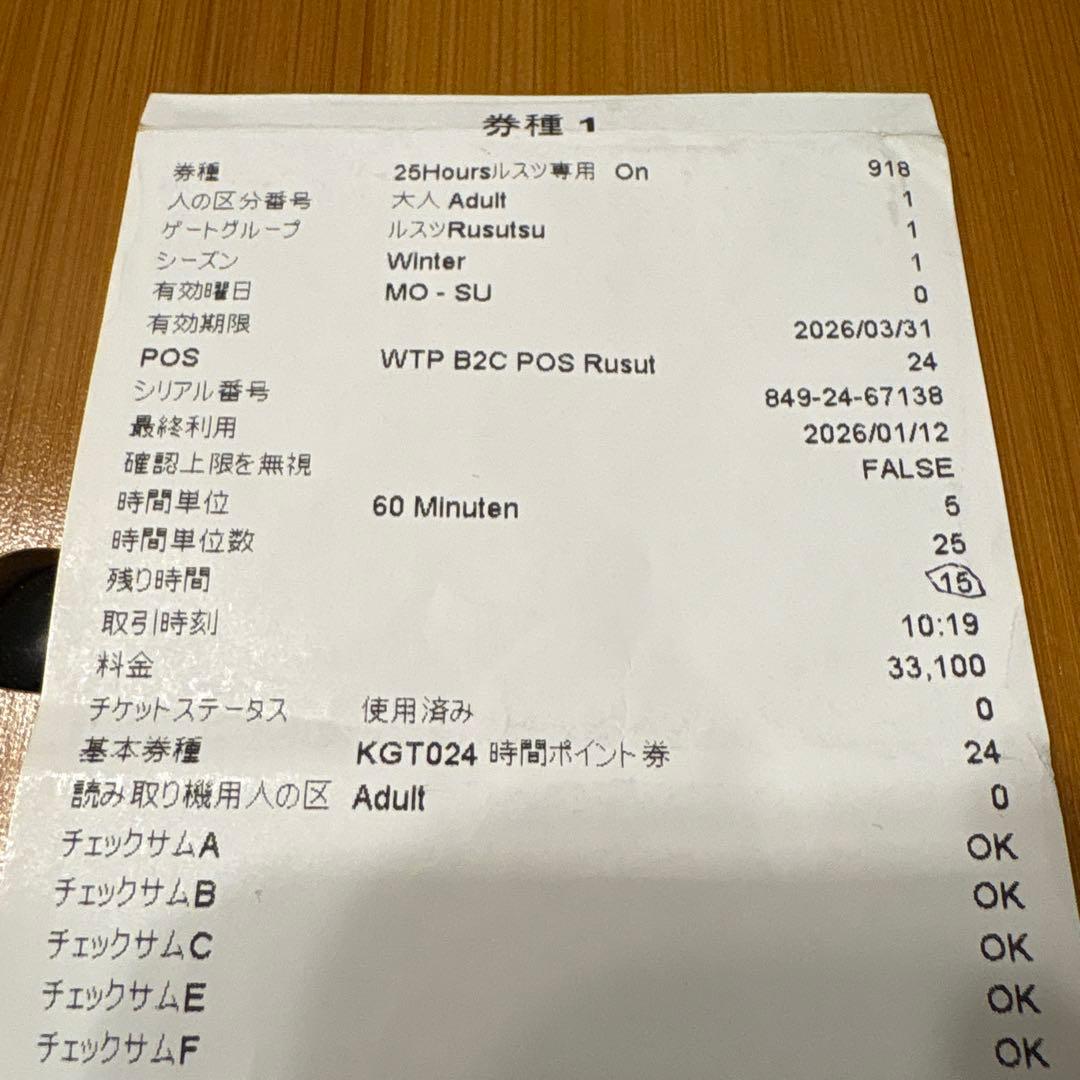 券種 1
券種 25Hoursルスツ専用 On 918
人の区分番号 大人 Adult 1
ゲートグループ ルスツRusutsu 1
シーズン Winter 1
有効曜日 MO - SU 0
有効期限 2026/03/31
POS WTP B2C POS Rusut 24
シリアル番号 849-24-67138
最終利用 2026/01/12
確認上限を無視 FALSE
時間単位 60 Minuten 5
時間単位数 25
残り時間 15
取引時刻 10:19
料金 33,100
チケットステータス 使用済み 0
基本券種 KGT024 時間ポイント券 24
読み取り機用人の区 Adult 0
チェックサムA OK
チェックサムB OK
チェックサムC OK
チェックサムE OK
チェックサムF OK